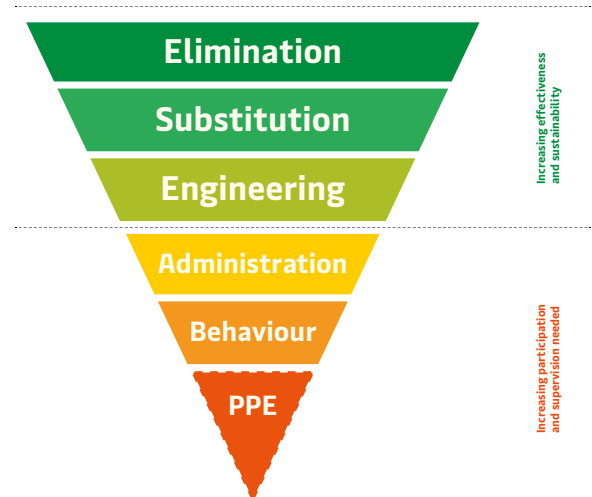 Elimination
Substitution
Engineering
Increasing effectiveness
and sustainability
Administration
Behaviour
PPE
Increasing participation
and supervision needed